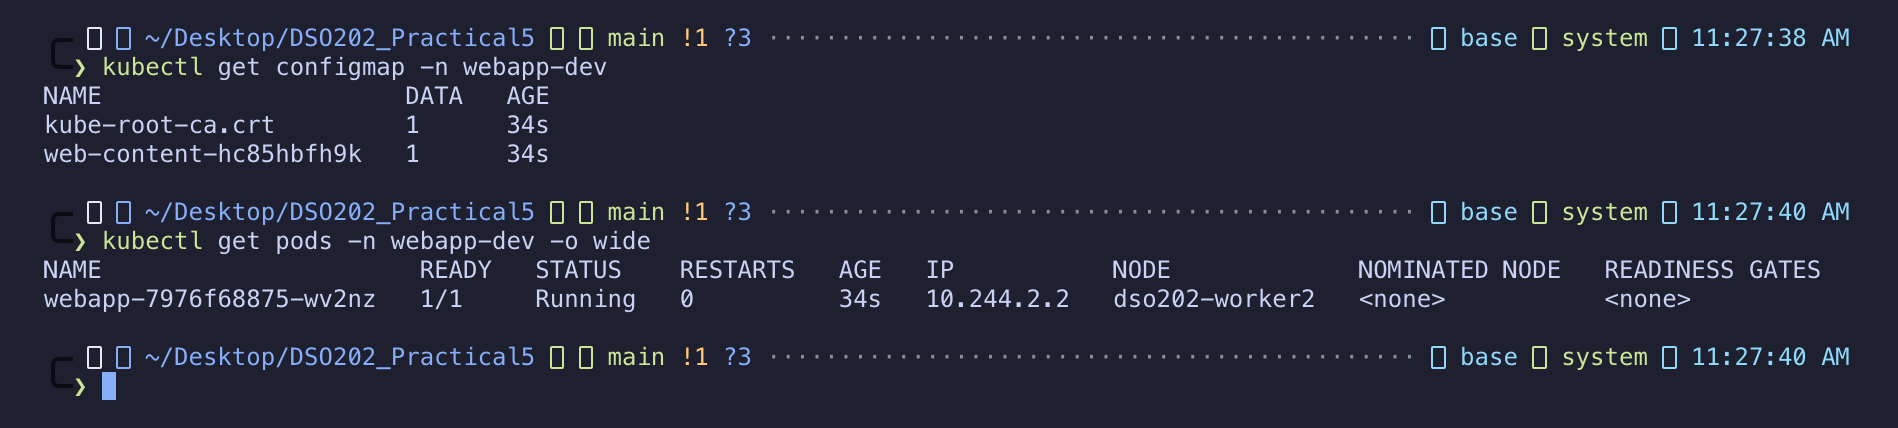 ~/Desktop/DSO202_Practical5 main !1 ?3 ············································· base system 11:27:38 AM
❯ kubectl get configmap -n webapp-dev
NAME DATA AGE
kube-root-ca.crt 1 34s
web-content-hc85hbfh9k 1 34s
~/Desktop/DSO202_Practical5 main !1 ?3 ············································· base system 11:27:40 AM
❯ kubectl get pods -n webapp-dev -o wide
NAME READY STATUS RESTARTS AGE IP NODE NOMINATED NODE READINESS GATES
webapp-7976f68875-wv2nz 1/1 Running 0 34s 10.244.2.2 dso202-worker2 <none> <none>
~/Desktop/DSO202_Practical5 main !1 ?3 ············································· base system 11:27:40 AM
❯